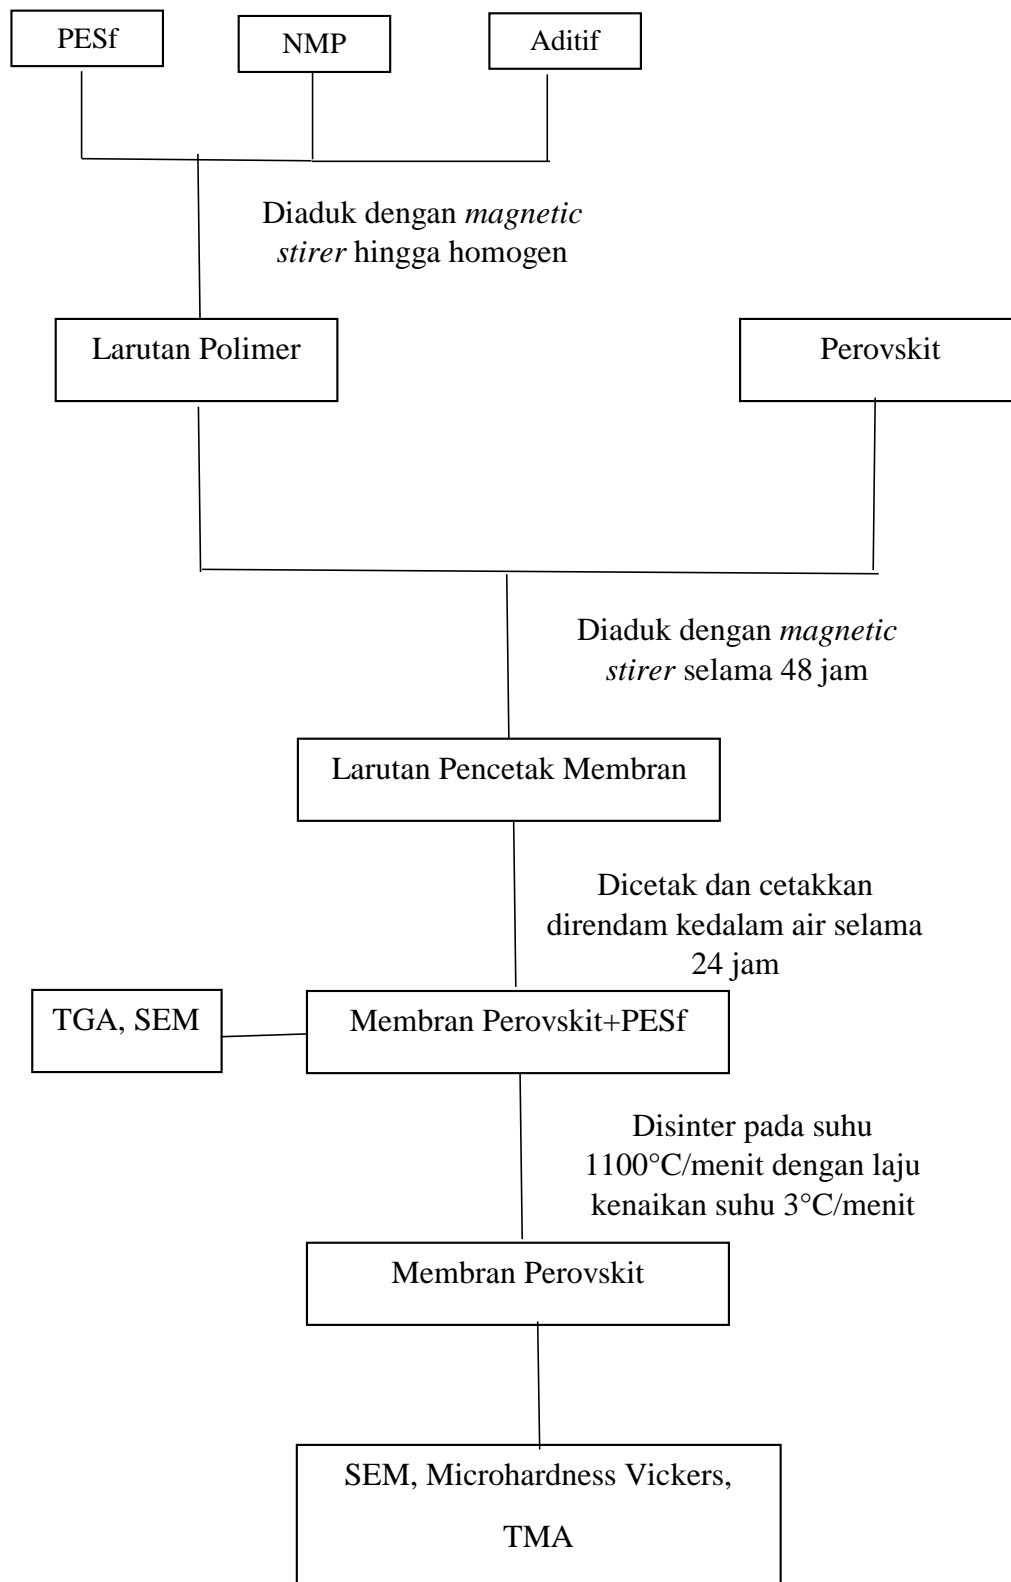 PESf
NMP
Aditif
Diaduk dengan magnetic
stirer hingga homogen
Larutan Polimer
Perovskit
Diaduk dengan magnetic
stirer selama 48 jam
Larutan Pencetak Membran
Dicetak dan cetakkan
direndam kedalam air selama
24 jam
TGA, SEM
Membran Perovskit+PESf
Disinter pada suhu
1100°C/menit dengan laju
kenaikan suhu 3°C/menit
Membran Perovskit
SEM, Microhardness Vickers,
TMA